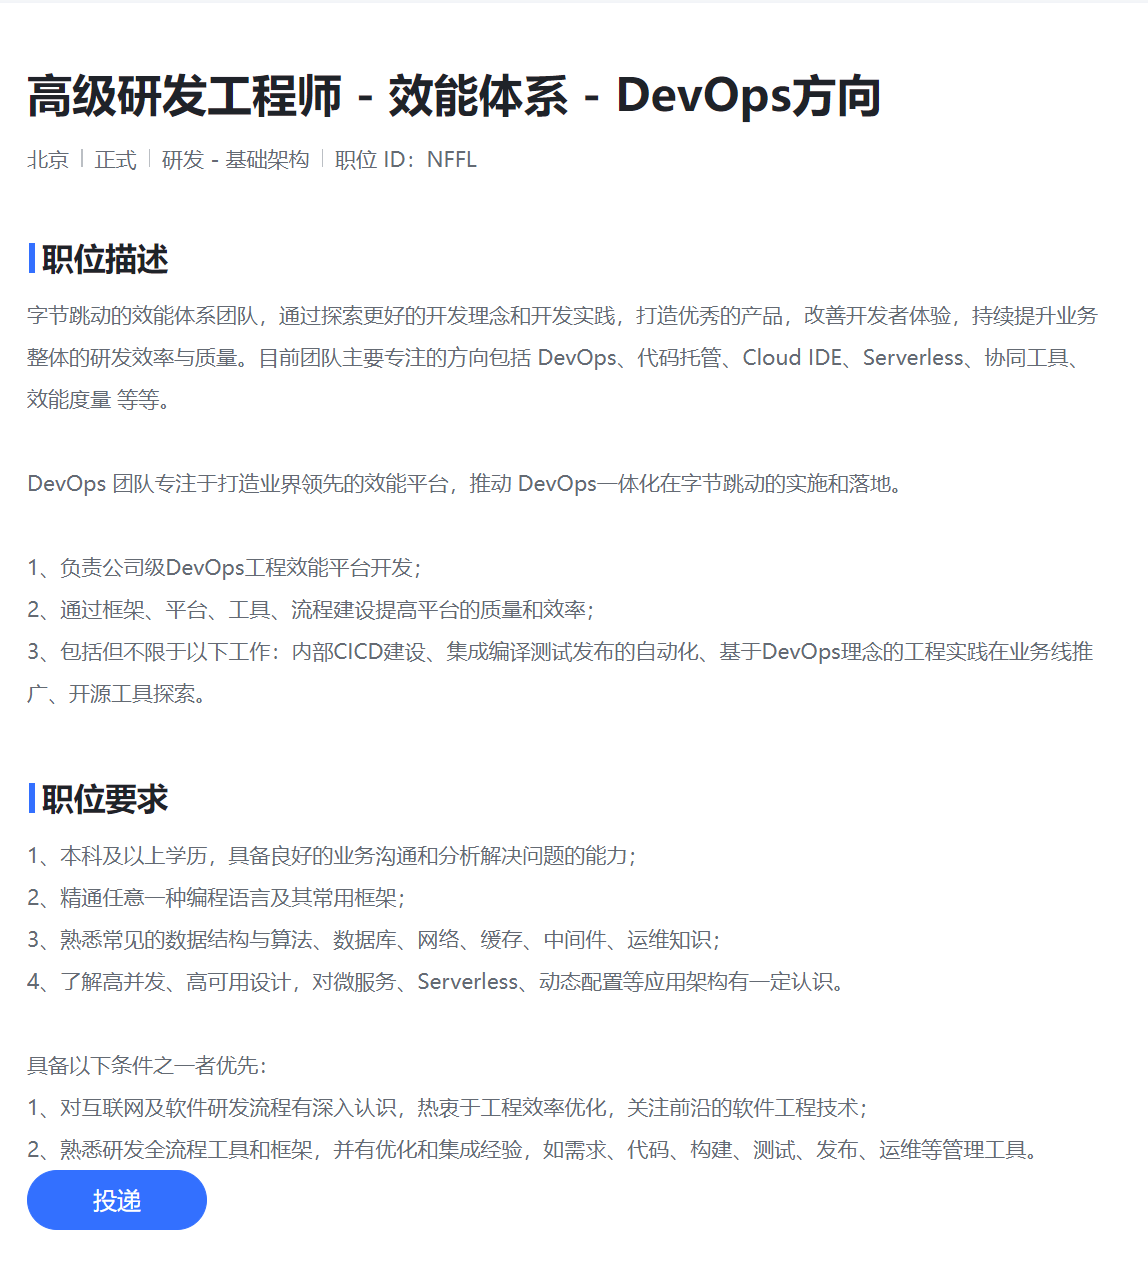 高级研发工程师 - 效能体系 - DevOps方向
北京 | 正式 | 研发 - 基础架构 | 职位 ID：NFFL
职位描述
字节跳动的效能体系团队，通过探索更好的开发理念和开发实践，打造优秀的产品，改善开发者体验，持续提升业务
整体的研发效率与质量。目前团队主要专注的方向包括 DevOps、代码托管、Cloud IDE、Serverless、协同工具、
效能度量 等等。
DevOps 团队专注于打造业界领先的效能平台，推动 DevOps一体化在字节跳动的实施和落地。
1、负责公司级DevOps工程效能平台开发；
2、通过框架、平台、工具、流程建设提高平台的质量和效率；
3、包括但不限于以下工作：内部CICD建设、集成编译测试发布的自动化、基于DevOps理念的工程实践在业务线推
广、开源工具探索。
职位要求
1、本科及以上学历，具备良好的业务沟通和分析解决问题的能力；
2、精通任意一种编程语言及其常用框架；
3、熟悉常见的数据结构与算法、数据库、网络、缓存、中间件、运维知识；
4、了解高并发、高可用设计，对微服务、Serverless、动态配置等应用架构有一定认识。
具备以下条件之一者优先：
1、对互联网及软件研发流程有深入认识，热衷于工程效率优化，关注前沿的软件工程技术；
2、熟悉研发全流程工具和框架，并有优化和集成经验，如需求、代码、构建、测试、发布、运维等管理工具。
投递